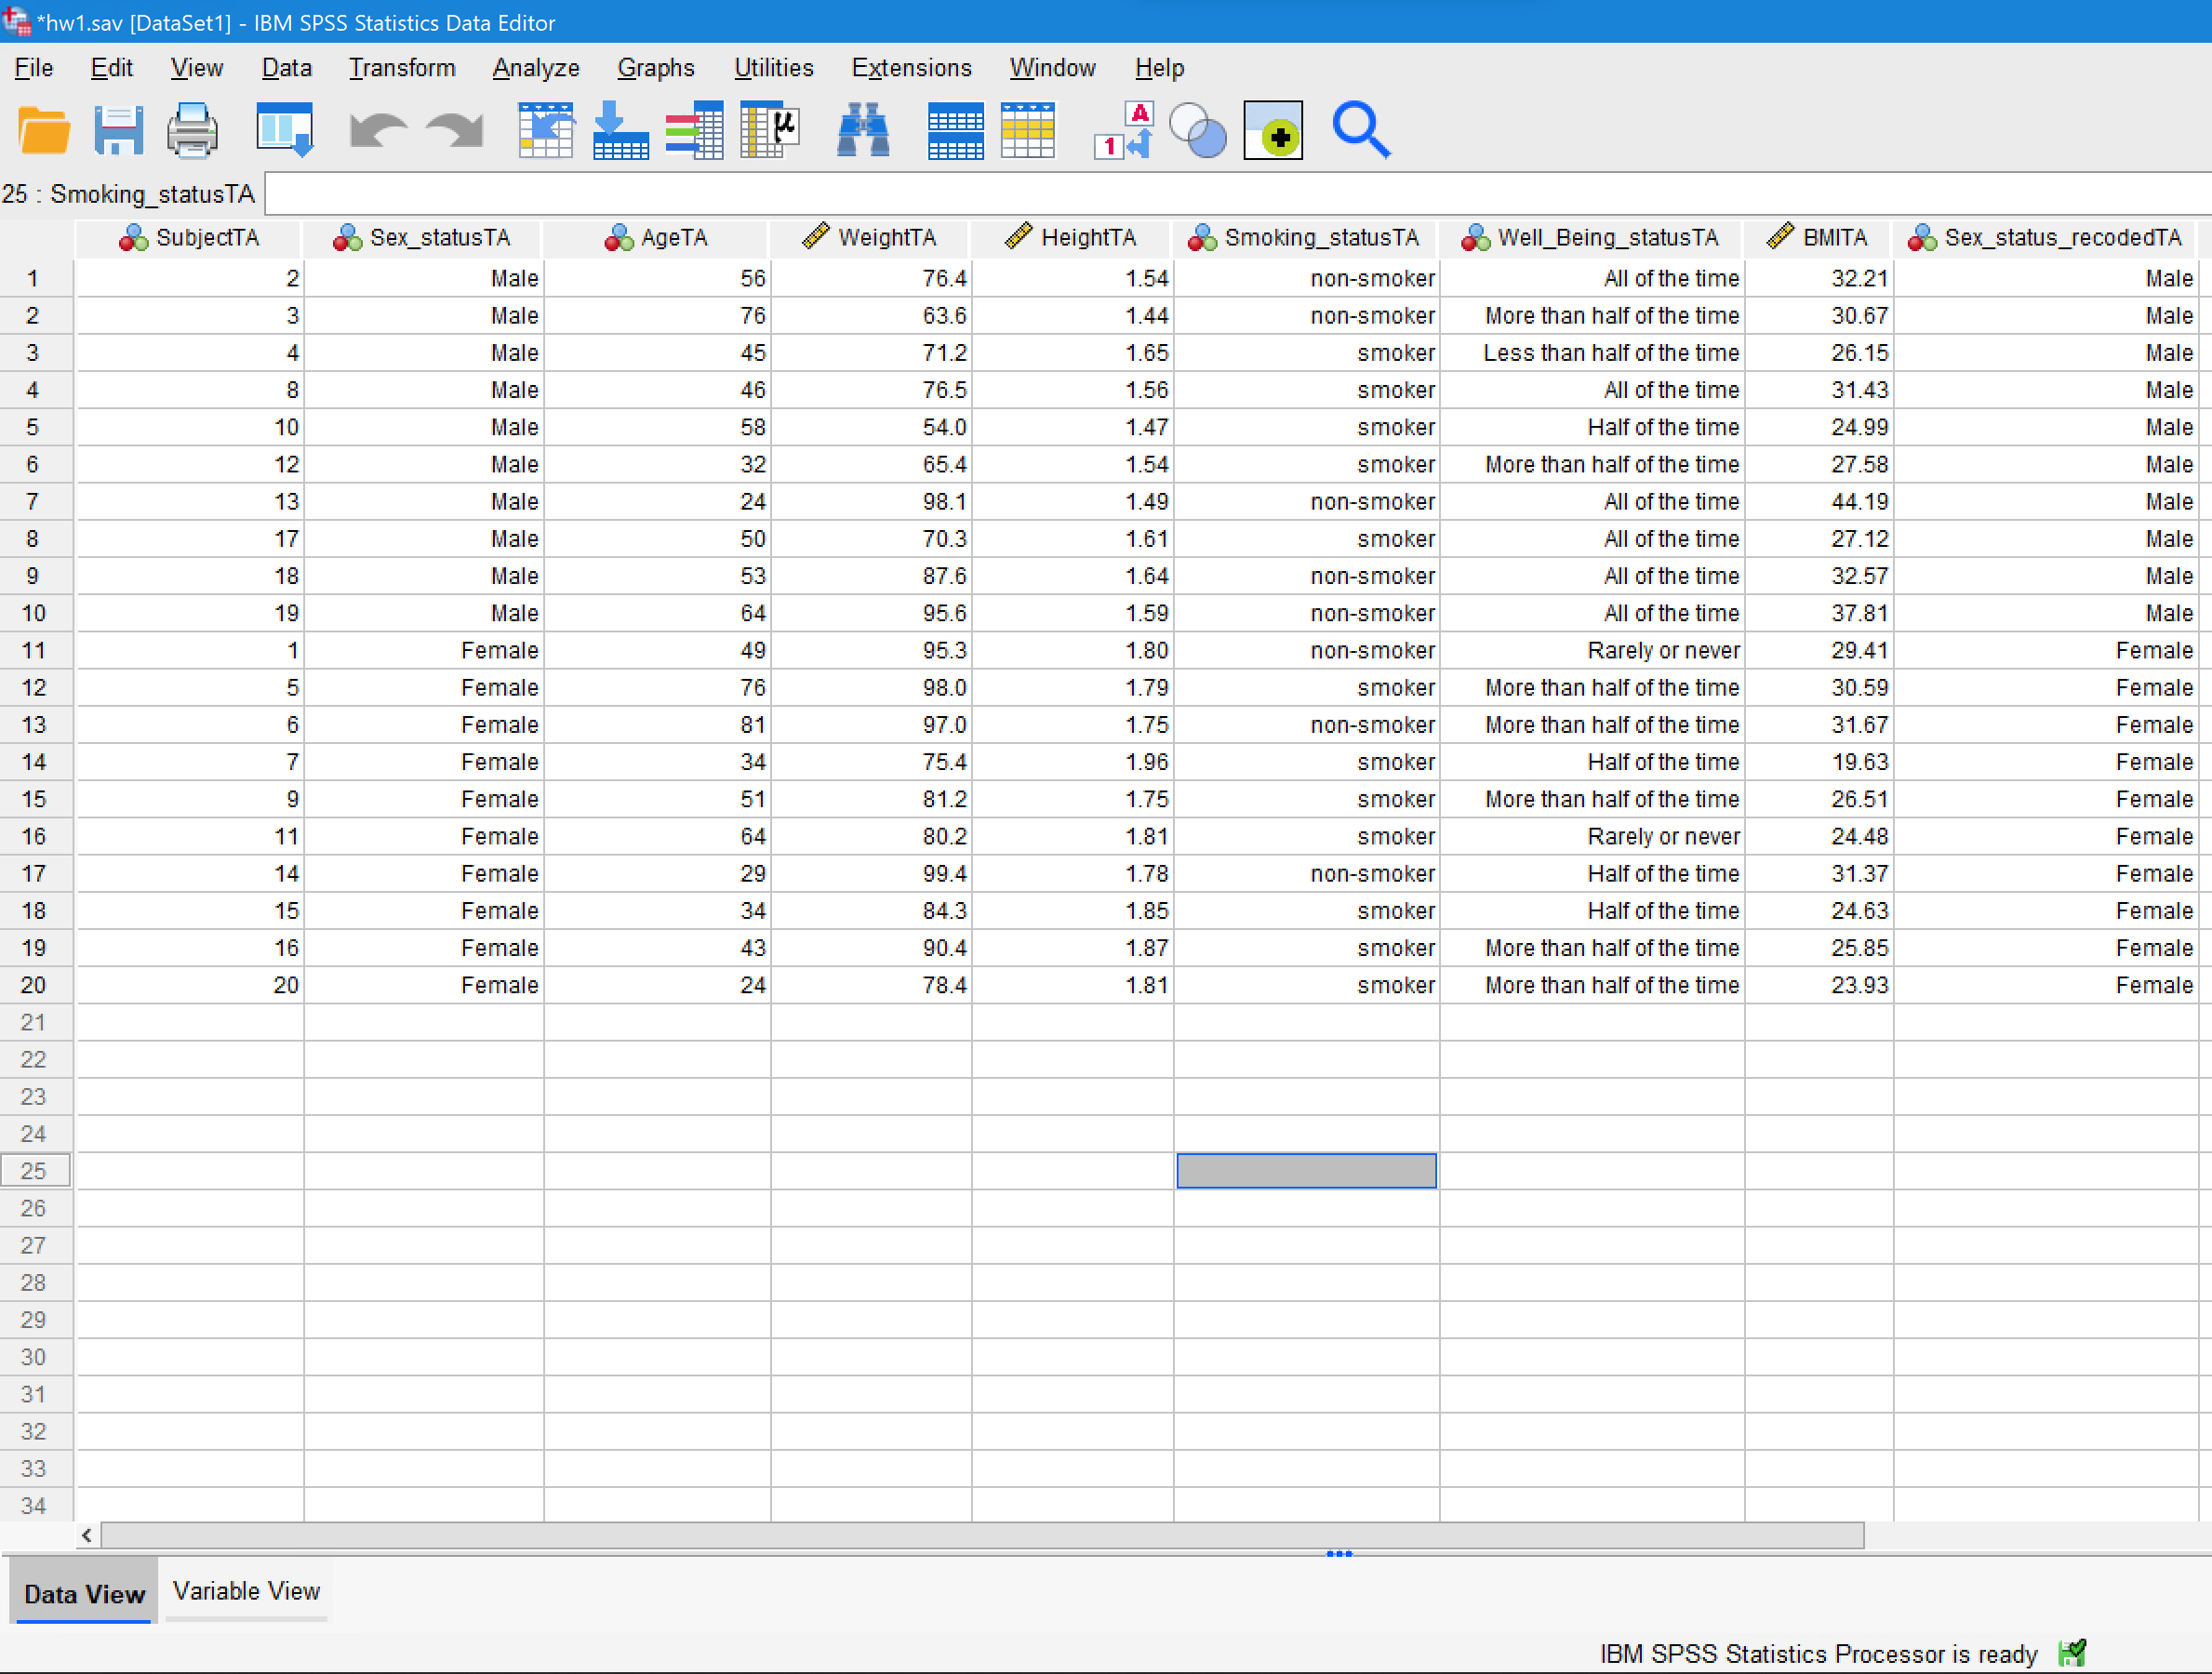 *hw1.sav [DataSet1] - IBM SPSS Statistics Data Editor
File Edit View Data Transform Analyze Graphs Utilities Extensions Window Help
μ A 1
25 : Smoking_statusTA
SubjectTA Sex_statusTA AgeTA WeightTA HeightTA Smoking_statusTA Well_Being_statusTA BMITA Sex_status_recodedTA
1 2 Male 56 76.4 1.54 non-smoker All of the time 32.21 Male
2 3 Male 76 63.6 1.44 non-smoker More than half of the time 30.67 Male
3 4 Male 45 71.2 1.65 smoker Less than half of the time 26.15 Male
4 8 Male 46 76.5 1.56 smoker All of the time 31.43 Male
5 10 Male 58 54.0 1.47 smoker Half of the time 24.99 Male
6 12 Male 32 65.4 1.54 smoker More than half of the time 27.58 Male
7 13 Male 24 98.1 1.49 non-smoker All of the time 44.19 Male
8 17 Male 50 70.3 1.61 smoker All of the time 27.12 Male
9 18 Male 53 87.6 1.64 non-smoker All of the time 32.57 Male
10 19 Male 64 95.6 1.59 non-smoker All of the time 37.81 Male
11 1 Female 49 95.3 1.80 non-smoker Rarely or never 29.41 Female
12 5 Female 76 98.0 1.79 smoker More than half of the time 30.59 Female
13 6 Female 81 97.0 1.75 non-smoker More than half of the time 31.67 Female
14 7 Female 34 75.4 1.96 smoker Half of the time 19.63 Female
15 9 Female 51 81.2 1.75 smoker More than half of the time 26.51 Female
16 11 Female 64 80.2 1.81 smoker Rarely or never 24.48 Female
17 14 Female 29 99.4 1.78 non-smoker Half of the time 31.37 Female
18 15 Female 34 84.3 1.85 smoker Half of the time 24.63 Female
19 16 Female 43 90.4 1.87 smoker More than half of the time 25.85 Female
20 20 Female 24 78.4 1.81 smoker More than half of the time 23.93 Female
21
22
23
24
25
26
27
28
29
30
31
32
33
34
Data View Variable View
IBM SPSS Statistics Processor is ready